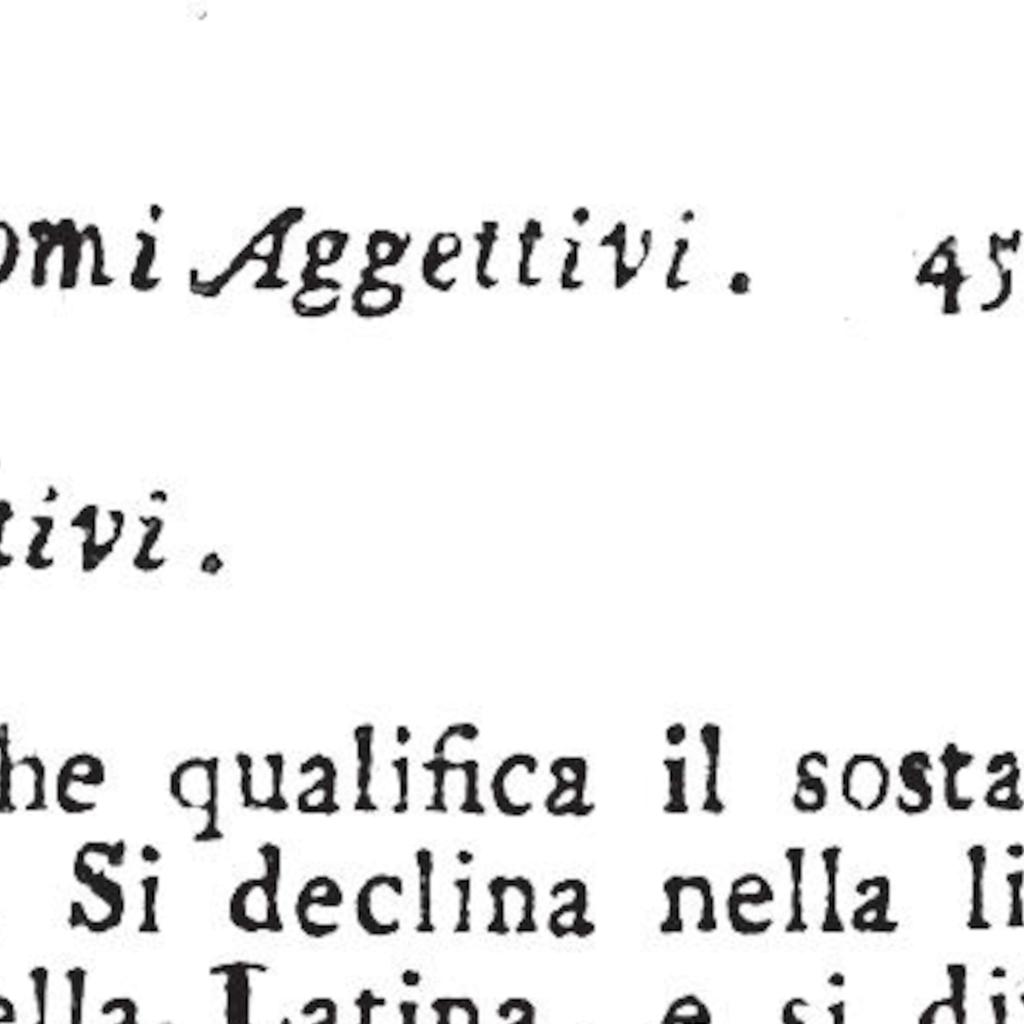 omi Aggettivi. 45
tivi.
he qualifica il sosta
Si declina nella li
ella Latina, e si di